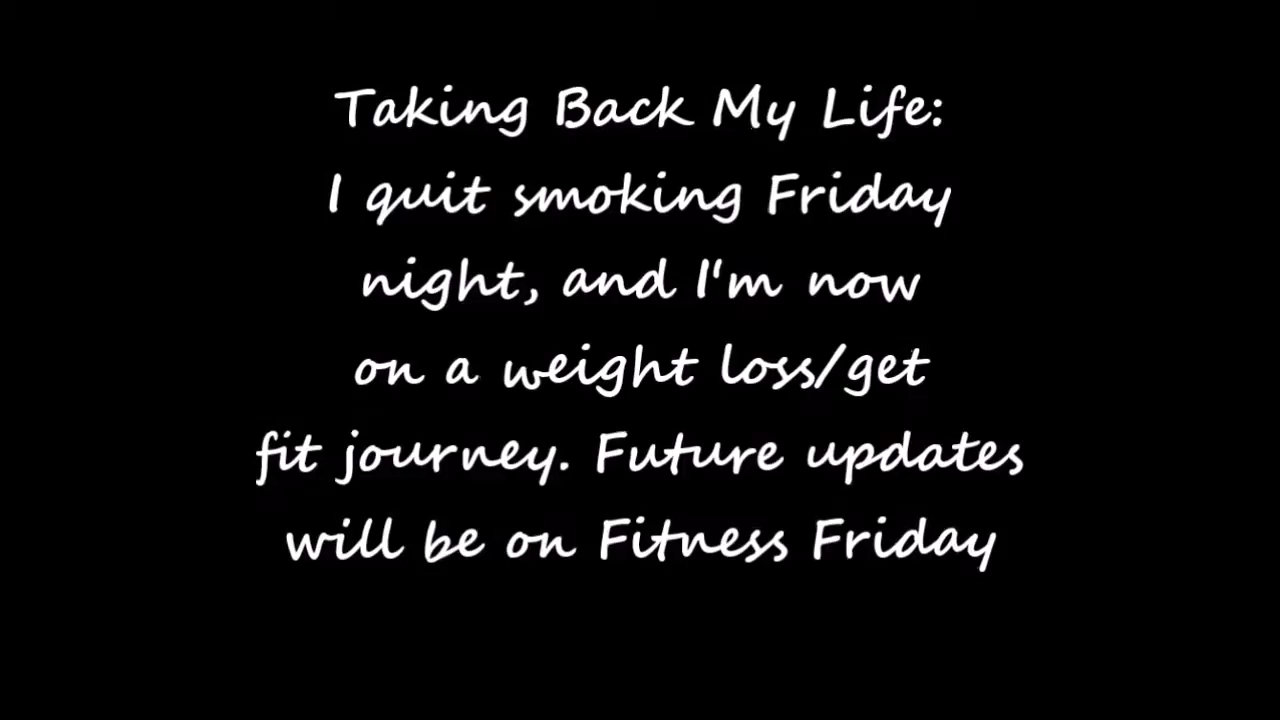 Taking Back My Life:
I quit smoking Friday
night, and I'm now
on a weight loss/get
fit journey. Future updates
will be on Fitness Friday